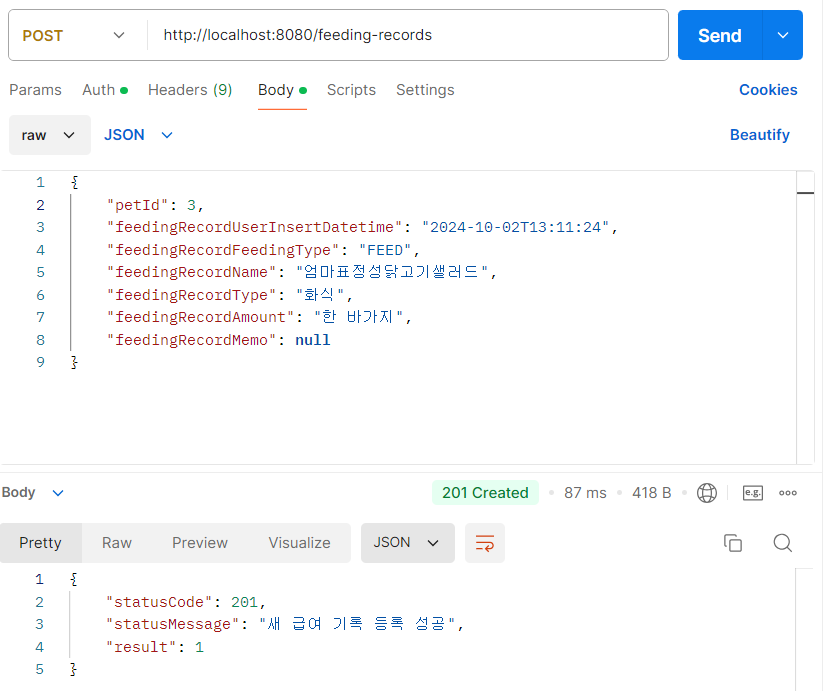 POST http://localhost:8080/feeding-records Send
Params Auth Headers (9) Body Scripts Settings Cookies
raw JSON Beautify
1 {
2 "petId": 3,
3 "feedingRecordUserInsertDatetime": "2024-10-02T13:11:24",
4 "feedingRecordFeedingType": "FEED",
5 "feedingRecordName": "엄마표정성닭고기샐러드",
6 "feedingRecordType": "화식",
7 "feedingRecordAmount": "한 바가지",
8 "feedingRecordMemo": null
9 }
Body 201 Created 87 ms 418 B e.g.
Pretty Raw Preview Visualize JSON
1 {
2 "statusCode": 201,
3 "statusMessage": "새 급여 기록 등록 성공",
4 "result": 1
5 }